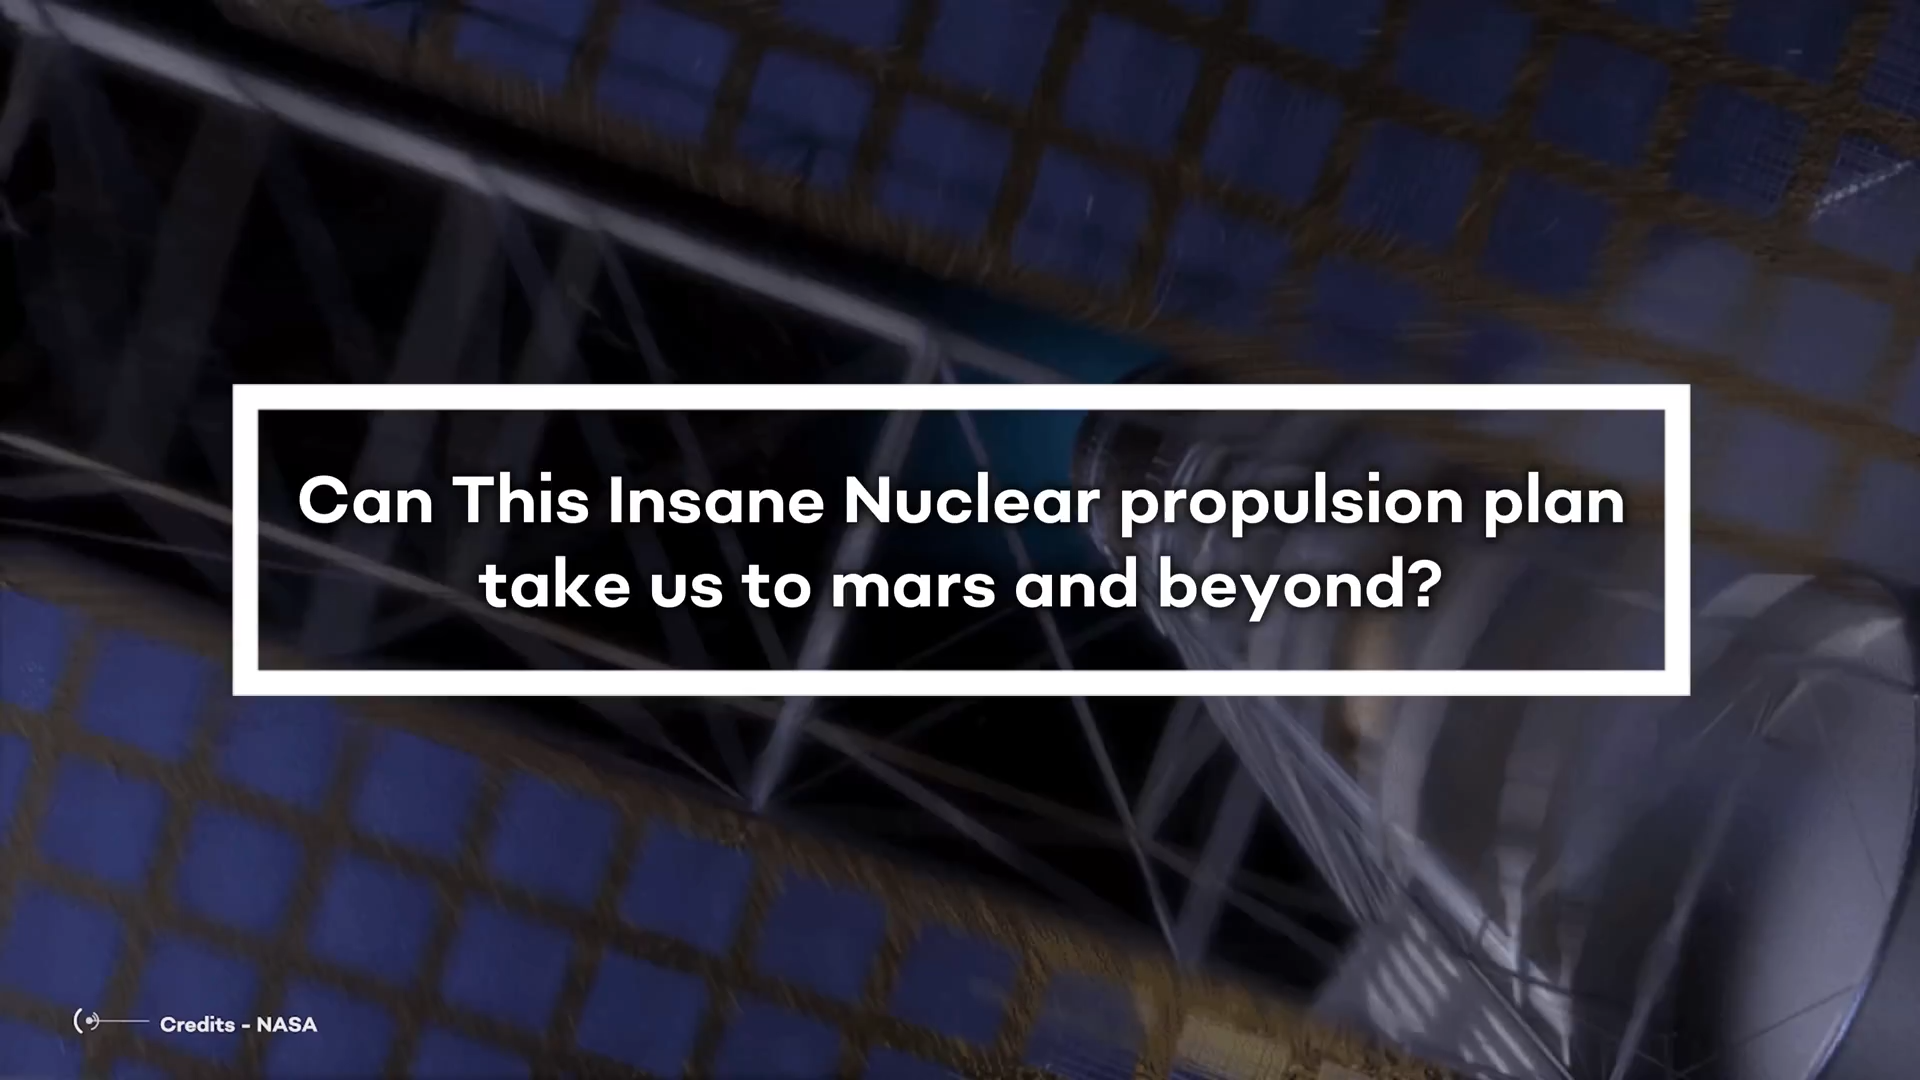 Can This Insane Nuclear propulsion plan
take us to mars and beyond?
Credits - NASA